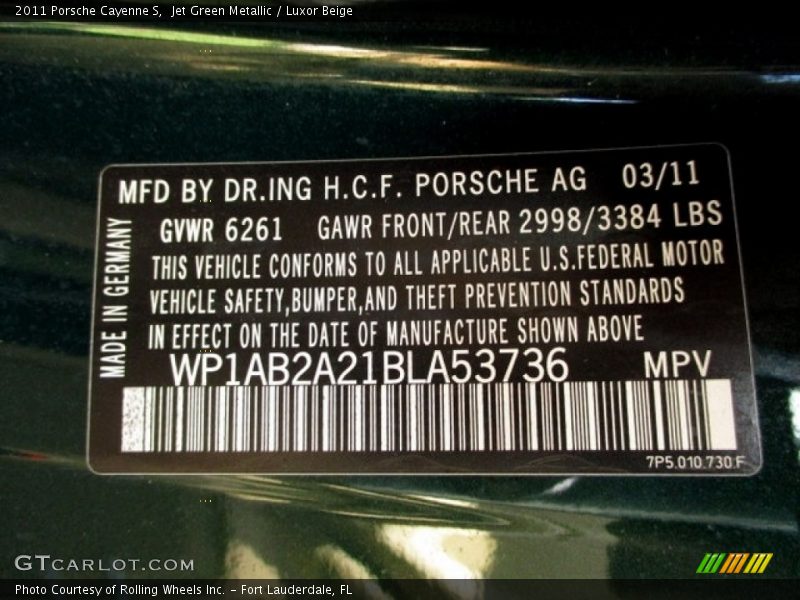 2011 Porsche Cayenne S,  Jet Green Metallic / Luxor Beige
MFD BY DR.ING H.C.F. PORSCHE AG 03/11
GVWR 6261 GAWR FRONT/REAR 2998/3384 LBS
THIS VEHICLE CONFORMS TO ALL APPLICABLE U.S.FEDERAL MOTOR
VEHICLE SAFETY,BUMPER,AND THEFT PREVENTION STANDARDS
IN EFFECT ON THE DATE OF MANUFACTURE SHOWN ABOVE
MADE IN GERMANY
WP1AB2A21BLA53736 MPV
7P5.010.730.F
GTCARLOT.COM
Photo Courtesy of Rolling Wheels Inc. - Fort Lauderdale, FL